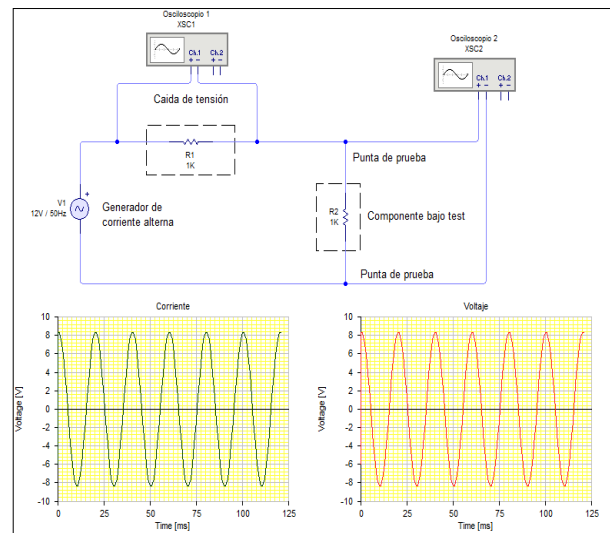 Osciloscopio 1
XSC1
Ch.1 Ch.2
+ - + -
Osciloscopio 2
XSC2
Ch.1 Ch.2
+ - + -
Caida de tensión
R1
1K
Punta de prueba
V1
12V / 50Hz
+
Generador de
corriente alterna
R2
1K
Componente bajo test
Punta de prueba
Corriente
Voltage [V]
10
8
6
4
2
0
-2
-4
-6
-8
-10
0 25 50 75 100 125
Time [ms]
Voltaje
Voltage [V]
10
8
6
4
2
0
-2
-4
-6
-8
-10
0 25 50 75 100 125
Time [ms]